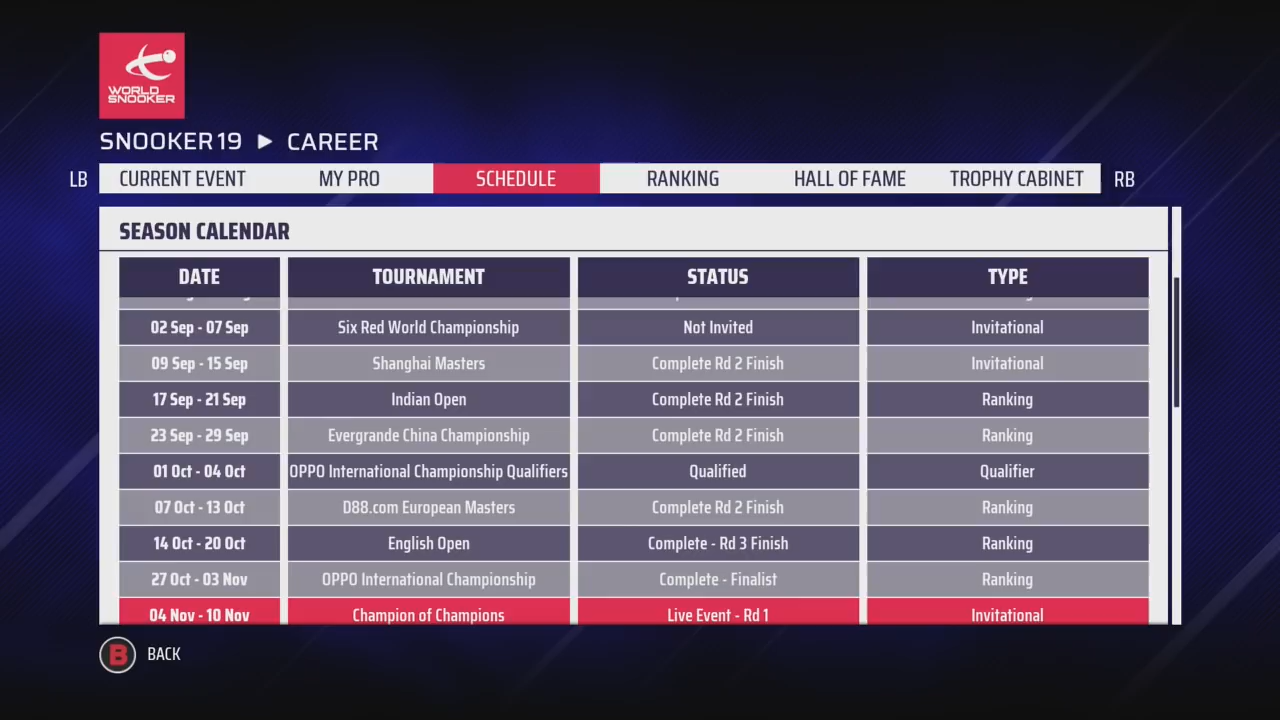 WORLD
SNOOKER
SNOOKER 19 ▶ CAREER
LB CURRENT EVENT MY PRO SCHEDULE RANKING HALL OF FAME TROPHY CABINET RB
SEASON CALENDAR
DATE TOURNAMENT STATUS TYPE
02 Sep - 07 Sep Six Red World Championship Not Invited Invitational
09 Sep - 15 Sep Shanghai Masters Complete Rd 2 Finish Invitational
17 Sep - 21 Sep Indian Open Complete Rd 2 Finish Ranking
23 Sep - 29 Sep Evergrande China Championship Complete Rd 2 Finish Ranking
01 Oct - 04 Oct OPPO International Championship Qualifiers Qualified Qualifier
07 Oct - 13 Oct D88.com European Masters Complete Rd 2 Finish Ranking
14 Oct - 20 Oct English Open Complete - Rd 3 Finish Ranking
27 Oct - 03 Nov OPPO International Championship Complete - Finalist Ranking
04 Nov - 10 Nov Champion of Champions Live Event - Rd 1 Invitational
B BACK